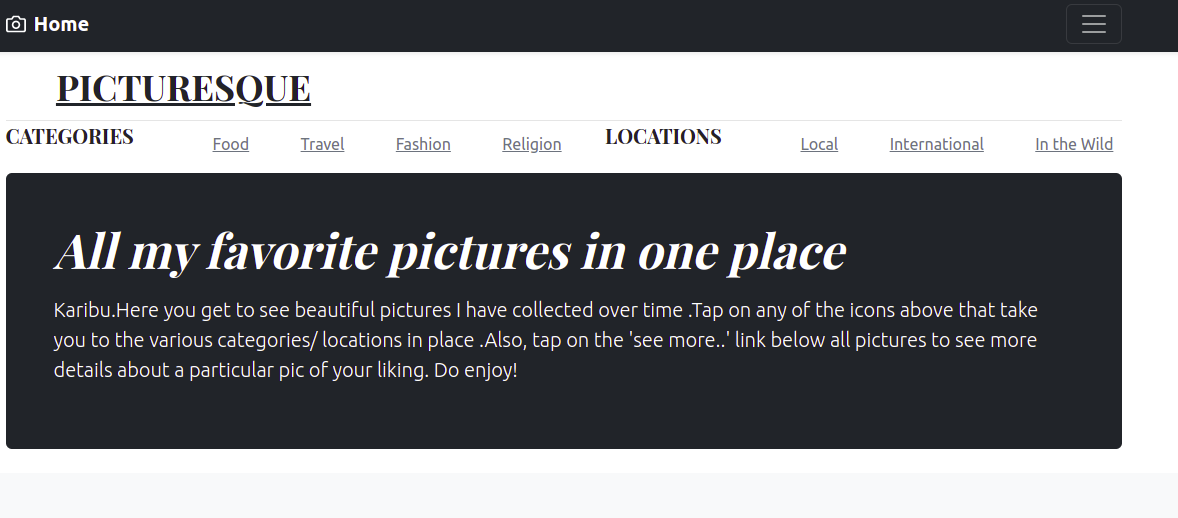 Home
PICTURESQUE
CATEGORIES Food Travel Fashion Religion LOCATIONS Local International In the Wild
All my favorite pictures in one place
Karibu.Here you get to see beautiful pictures I have collected over time .Tap on any of the icons above that take
you to the various categories/ locations in place .Also, tap on the 'see more..' link below all pictures to see more
details about a particular pic of your liking. Do enjoy!